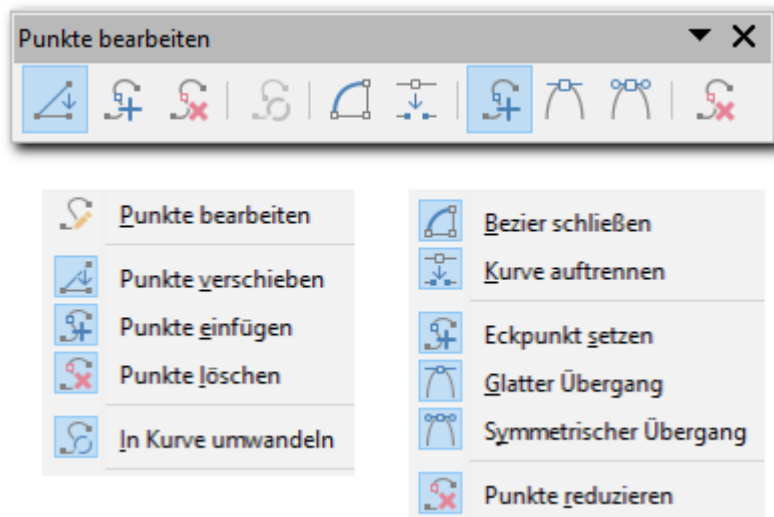 Punkte bearbeiten
Punkte bearbeiten
Punkte verschieben
Punkte einfügen
Punkte löschen
In Kurve umwandeln
Bezier schließen
Kurve auftrennen
Eckpunkt setzen
Glatter Übergang
Symmetrischer Übergang
Punkte reduzieren